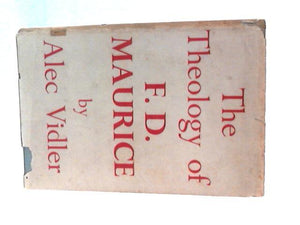 The
Theology of
F. D.
MAURICE
by
Alec Vidler